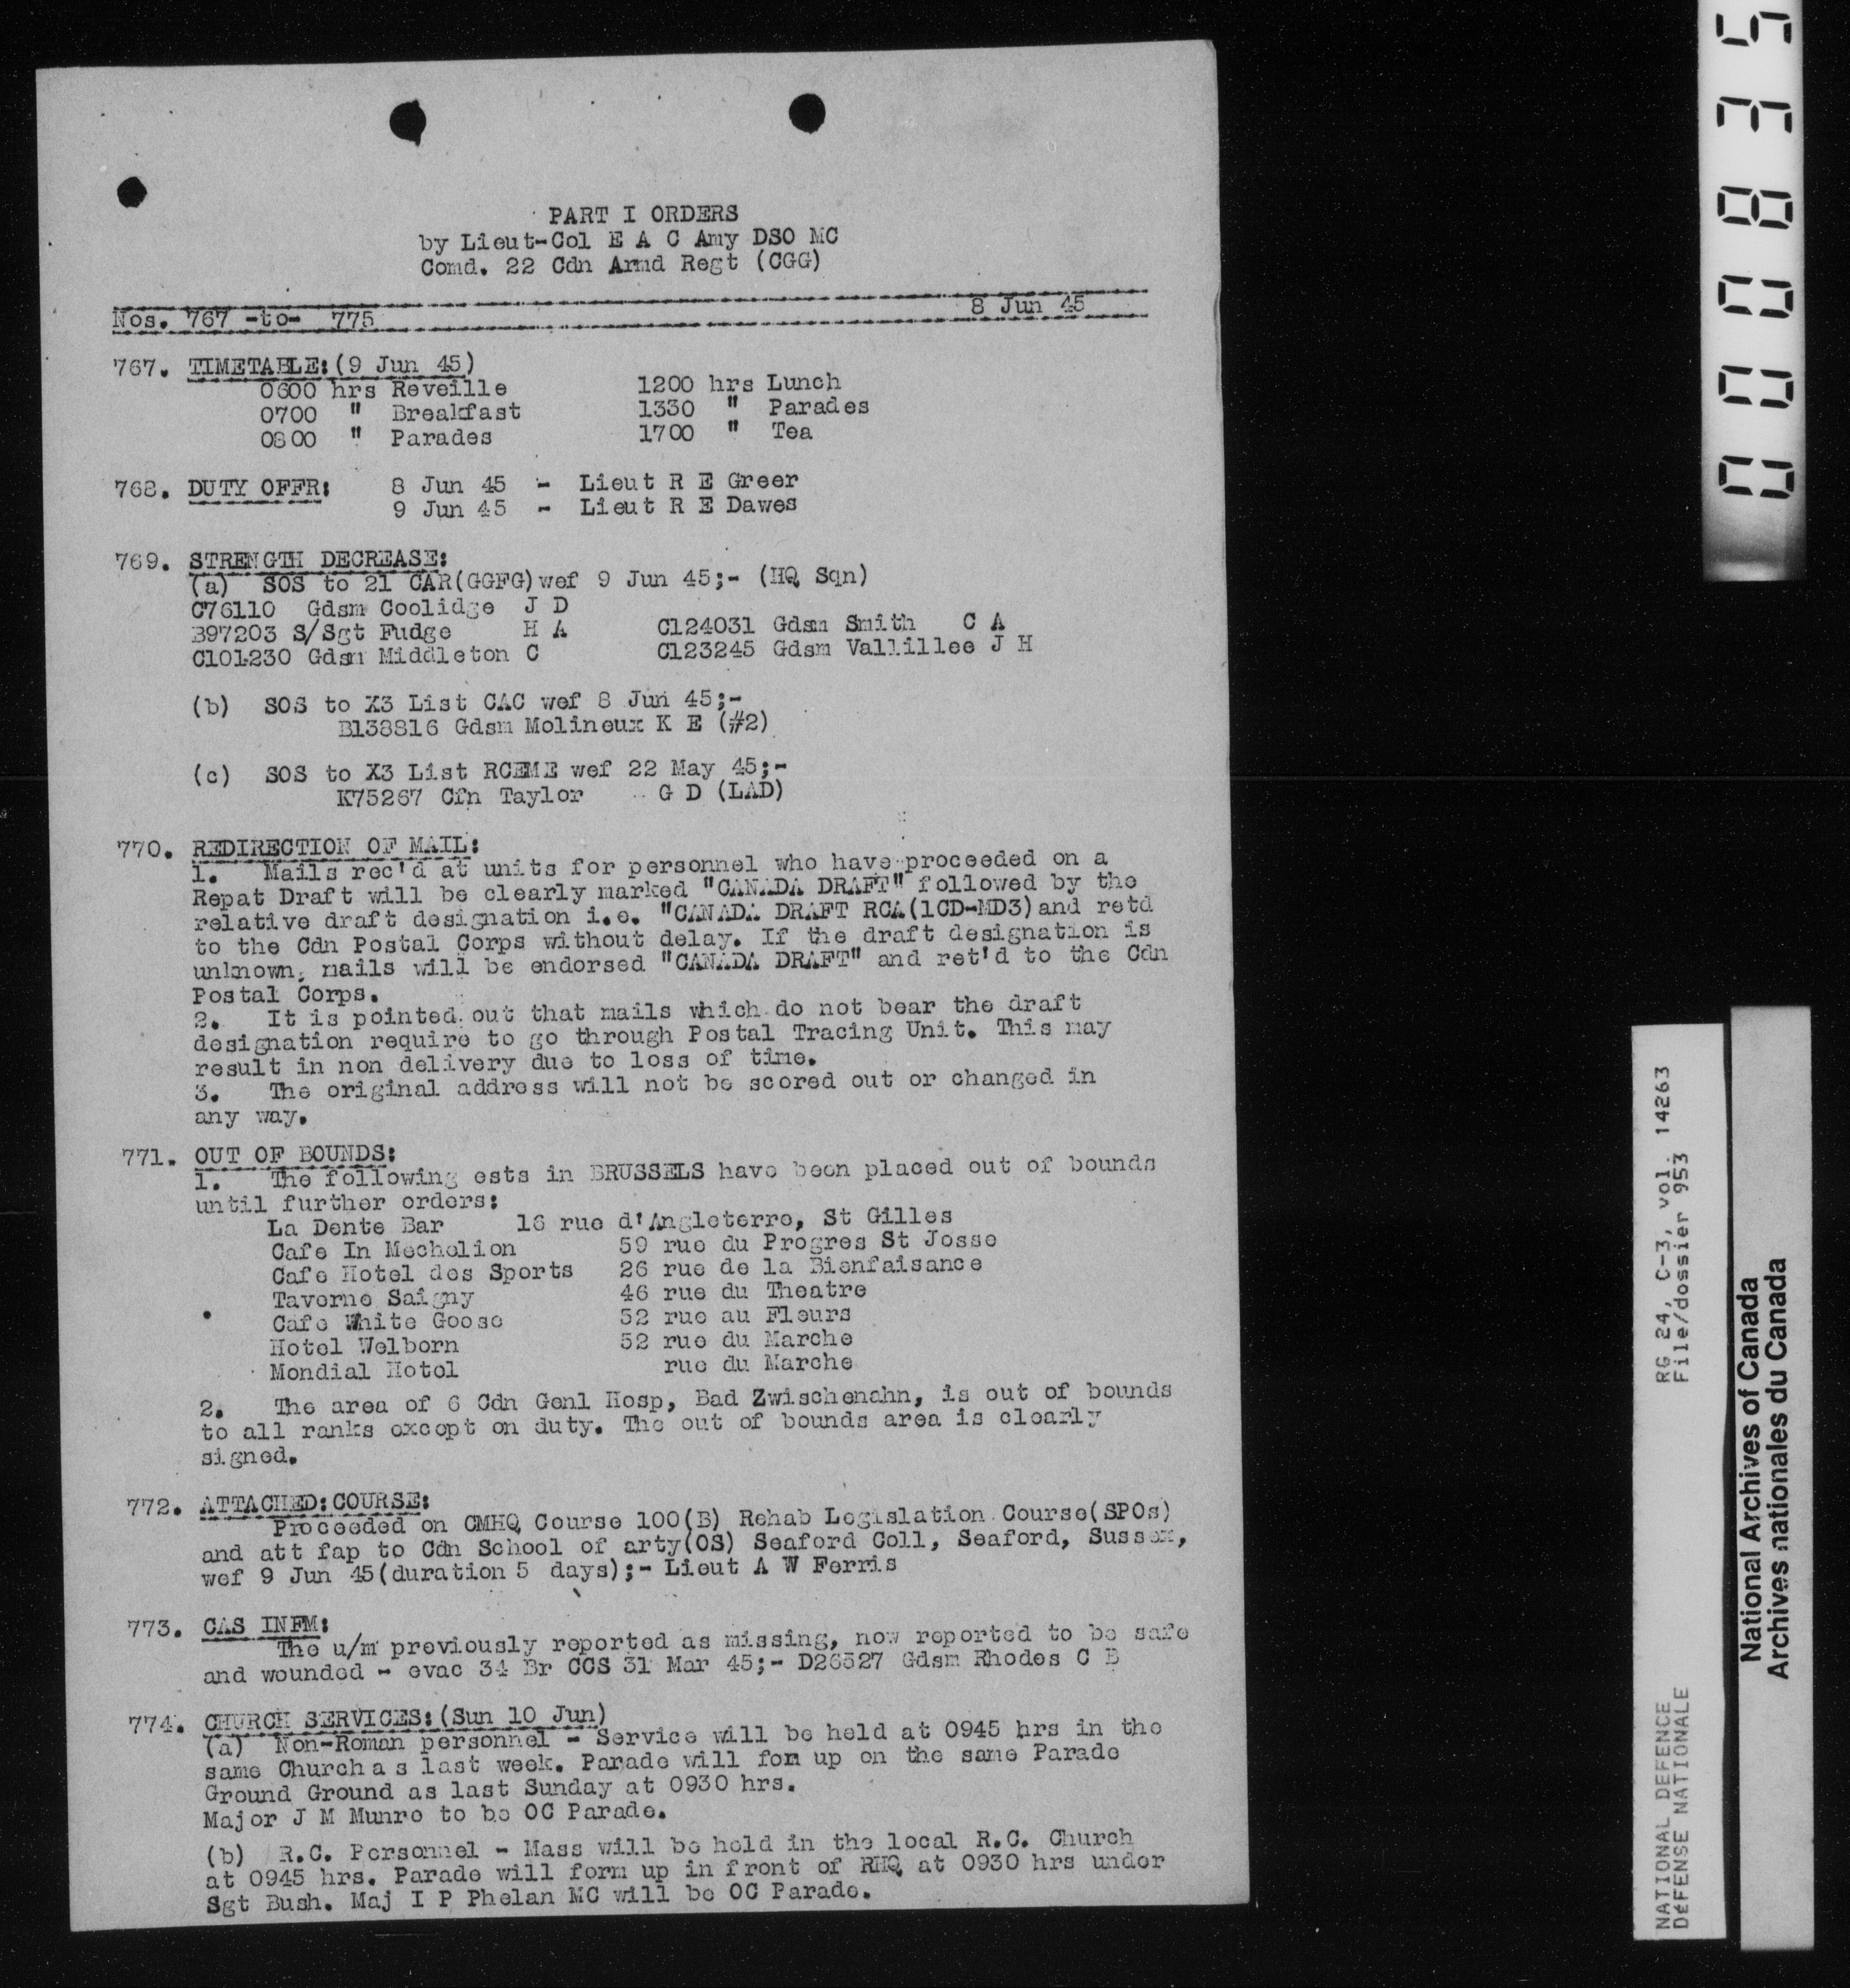 PART I ORDERS
by Lieut-Col E A C Amy DSO MC
Comd. 22 Cdn Armd Regt (CGG)
Nos. 767 -to- 775 8 Jun 45
767. TIMETABLE:(9 Jun 45)
0600 hrs Reveille 1200 hrs Lunch
0700 " Breakfast 1330 " Parades
0800 " Parades 1700 " Tea
768. DUTY OFFR: 8 Jun 45 - Lieut R E Greer
9 Jun 45 - Lieut R E Dawes
769. STRENGTH DECREASE:
(a) SOS to 21 CAR(GGFG)wef 9 Jun 45;- (HQ Sqn)
C76110 Gdsm Coolidge J D
B97203 S/Sgt Fudge H A C124031 Gdsm Smith C A
C101230 Gdsm Middleton C C123245 Gdsm Vallillee J H
(b) SOS to X3 List CAC wef 8 Jun 45;-
B138816 Gdsm Molineux K E (#2)
(c) SOS to X3 List RCEME wef 22 May 45;-
K75267 Cfn Taylor G D (LAD)
770. REDIRECTION OF MAIL:
1. Mails rec'd at units for personnel who have proceeded on a
Repat Draft will be clearly marked "CANADA DRAFT" followed by the
relative draft designation i.e. "CANADA DRAFT RCA(1CD-MD3)and retd
to the Cdn Postal Corps without delay. If the draft designation is
unknown, mails will be endorsed "CANADA DRAFT" and ret'd to the Cdn
Postal Corps.
2. It is pointed out that mails which do not bear the draft
designation require to go through Postal Tracing Unit. This may
result in non delivery due to loss of time.
3. The original address will not be scored out or changed in
any way.
771. OUT OF BOUNDS:
1. The following ests in BRUSSELS have been placed out of bounds
until further orders:
La Dente Bar 16 rue d'Angleterre, St Gilles
Cafe In Mechelion 59 rue du Progres St Josse
Cafe Hotel des Sports 26 rue de la Bienfaisance
Taverne Saigny 46 rue du Theatre
Cafe White Goose 52 rue au Fleurs
Hotel Welborn 52 rue du Marche
Mondial Hotel rue du Marche
2. The area of 6 Cdn Genl Hosp, Bad Zwischenahn, is out of bounds
to all ranks except on duty. The out of bounds area is clearly
signed.
772. ATTACHED:COURSE:
Proceeded on CMHQ Course 100(B) Rehab Legislation Course(SPOs)
and att fap to Cdn School of arty(OS) Seaford Coll, Seaford, Sussex,
wef 9 Jun 45(duration 5 days);- Lieut A W Ferris
773. CAS INFM:
The u/m previously reported as missing, now reported to be safe
and wounded - evac 34 Br CCS 31 Mar 45;- D26527 Gdsm Rhodes C B
774. CHURCH SERVICES:(Sun 10 Jun)
(a) Non-Roman personnel - Service will be held at 0945 hrs in the
same Church a s last week. Parade will form up on the same Parade
Ground Ground as last Sunday at 0930 hrs.
Major J M Munro to be OC Parade.
(b) R.C. Personnel - Mass will be held in the local R.C. Church
at 0945 hrs. Parade will form up in front of RHQ at 0930 hrs under
Sgt Bush. Maj I P Phelan MC will be OC Parade.
000835
RG 24, C-3, vol. 14263
File/dossier 953
NATIONAL DEFENCE
DéFENSE NATIONALE
National Archives of Canada
Archives nationales du Canada